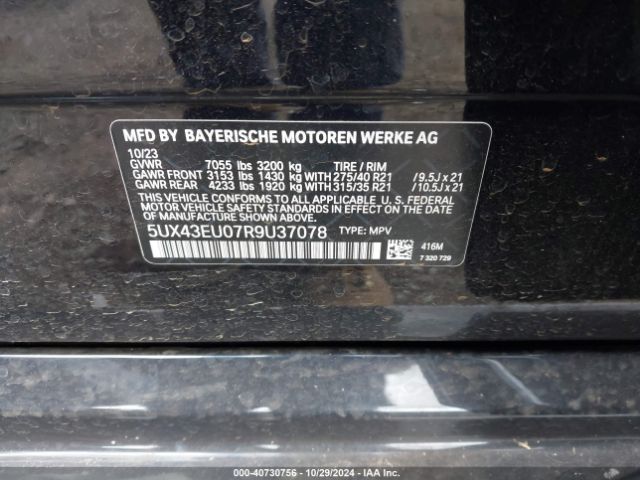 MFD BY BAYERISCHE MOTOREN WERKE AG
10/23
GVWR 7055 lbs 3200 kg TIRE / RIM
GAWR FRONT 3153 lbs 1430 kg WITH 275/40 R21 / 9.5J x 21
GAWR REAR 4233 lbs 1920 kg WITH 315/35 R21 / 10.5J x 21
THIS VEHICLE CONFORMS TO ALL APPLICABLE U.S. FEDERAL
MOTOR VEHICLE SAFETY STANDARDS IN EFFECT ON
THE DATE OF MANUFACTURE SHOWN ABOVE.
5UX43EU07R9U37078 TYPE: MPV
416M
7 320 729
000-40730756 - 10/29/2024 - IAA Inc.